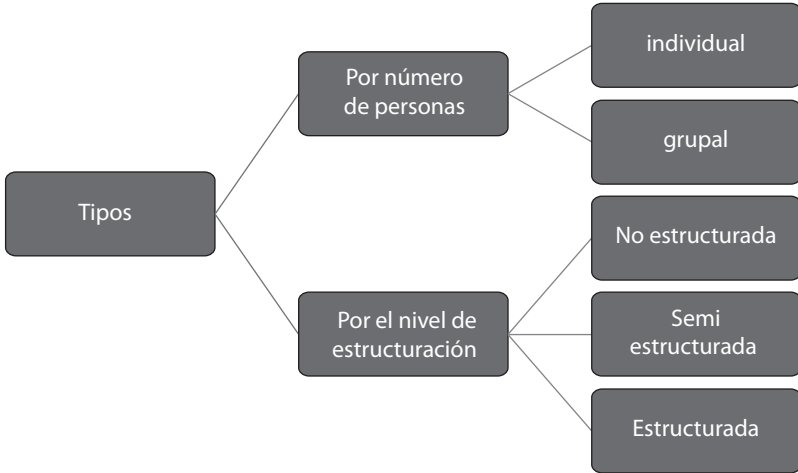 Tipos
Por número
de personas
individual
grupal
Por el nivel de
estructuración
No estructurada
Semi
estructurada
Estructurada